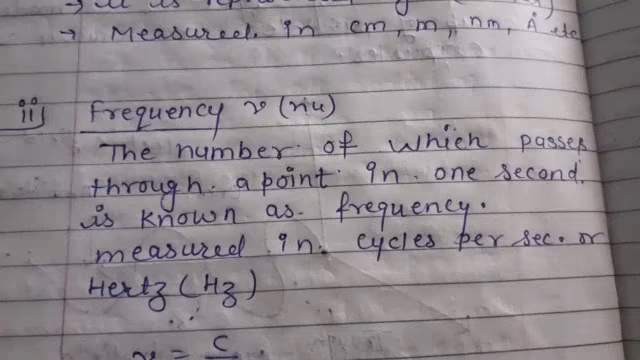 → Measured in cm, m, nm, Å etc
ii) Frequency ν (niu)
The number of which passes
through a point in one second.
is known as frequency.
measured in cycles per sec. or
Hertz (Hz)
∴
ν = c